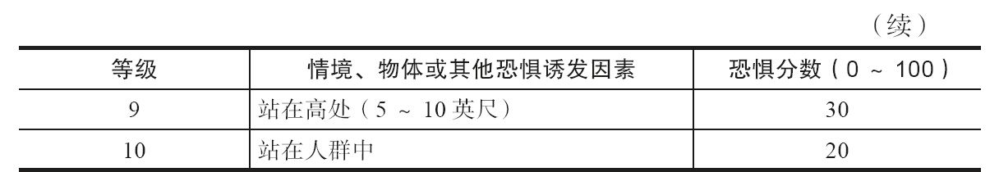 （续）
等级 情境、物体或其他恐惧诱发因素 恐惧分数（0 ~ 100）
9 站在高处（5 ~ 10 英尺） 30
10 站在人群中 20